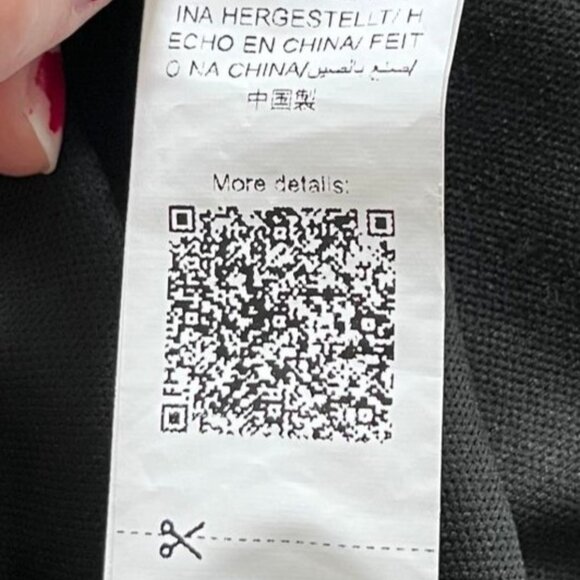 INA HERGESTELLT/ H
ECHO EN CHINA/ FEIT
O NA CHINA/صنع بالصين/
中国製
More details: